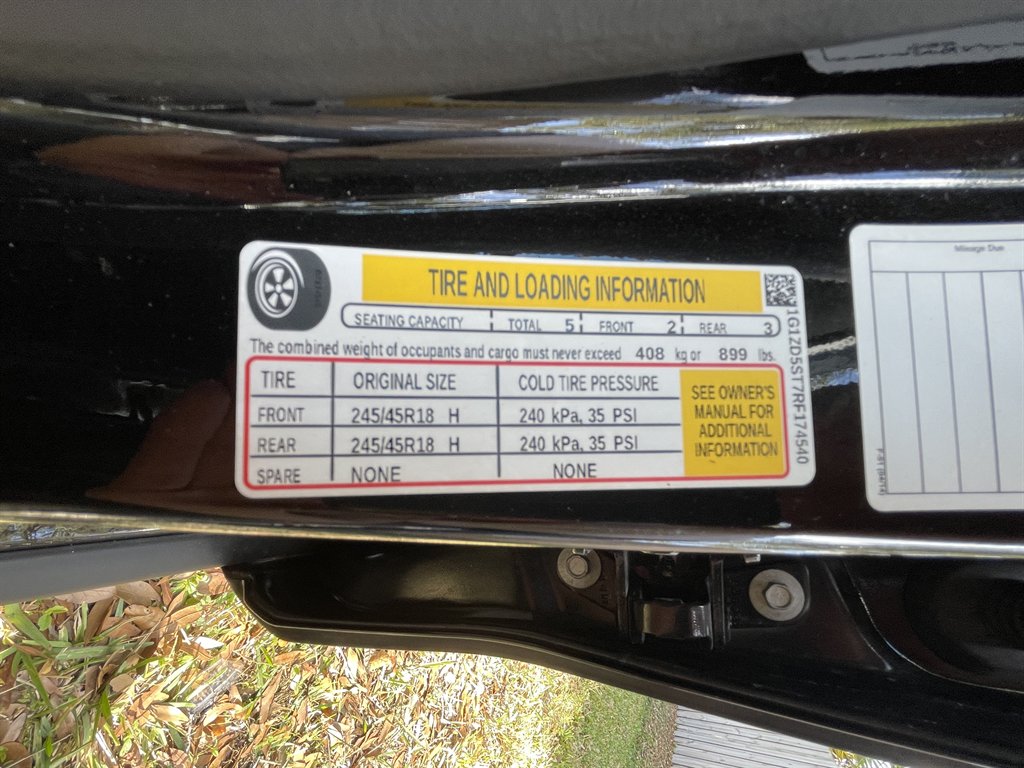 TIRE AND LOADING INFORMATION
SEATING CAPACITY TOTAL 5 FRONT 2 REAR 3
The combined weight of occupants and cargo must never exceed 408 kg or 899 lbs.
TIRE ORIGINAL SIZE COLD TIRE PRESSURE
FRONT 245/45R18 H 240 kPa, 35 PSI
REAR 245/45R18 H 240 kPa, 35 PSI
SPARE NONE NONE
SEE OWNER'S
MANUAL FOR
ADDITIONAL
INFORMATION
1G1ZD5ST7RF174540
Mileage Due